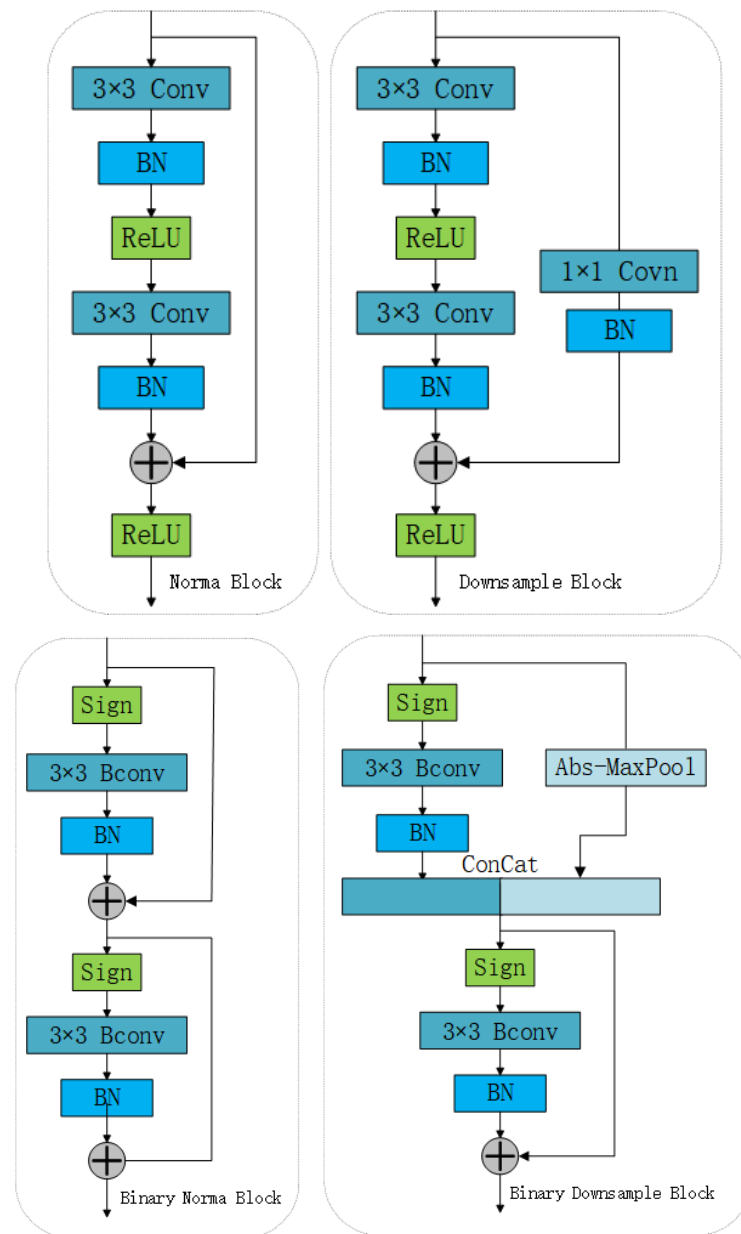 3×3 Conv
BN
ReLU
3×3 Conv
BN
ReLU
Norma Block
3×3 Conv
BN
ReLU
3×3 Conv
BN
ReLU
1×1 Covn
BN
Downsample Block
Sign
3×3 Bconv
BN
Sign
3×3 Bconv
BN
Binary Norma Block
Sign
3×3 Bconv
BN
Abs-MaxPool
ConCat
Sign
3×3 Bconv
BN
Binary Downsample Block